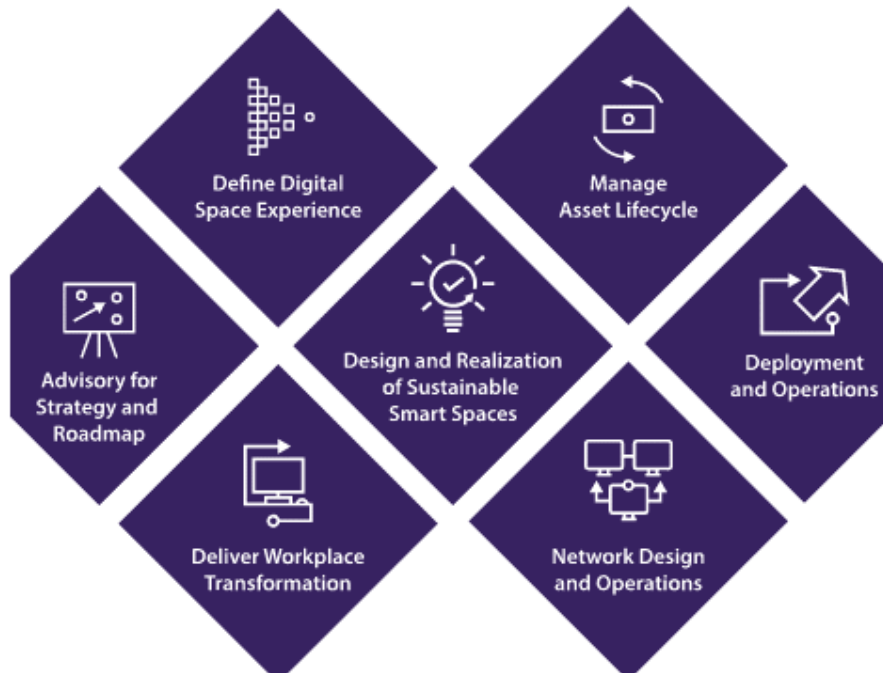 Define Digital
Space Experience
Manage
Asset Lifecycle
Advisory for
Strategy and
Roadmap
Design and Realization
of Sustainable
Smart Spaces
Deployment
and Operations
Deliver Workplace
Transformation
Network Design
and Operations